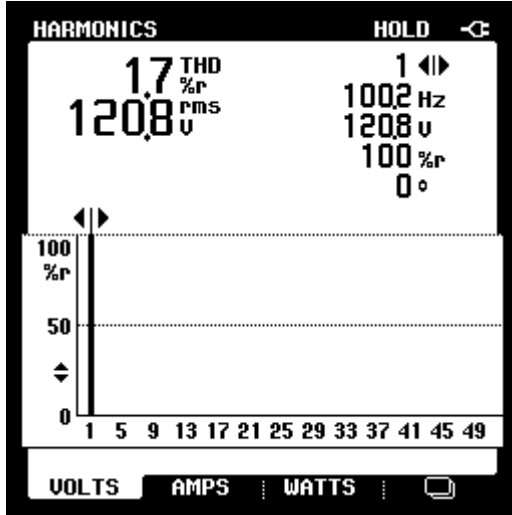 HARMONICS HOLD
1.7 THD %r
120.8 rms V
1
100.2 Hz
120.8 V
100 %r
0 °
100
%r
50
0
1 5 9 13 17 21 25 29 33 37 41 45 49
VOLTS AMPS WATTS